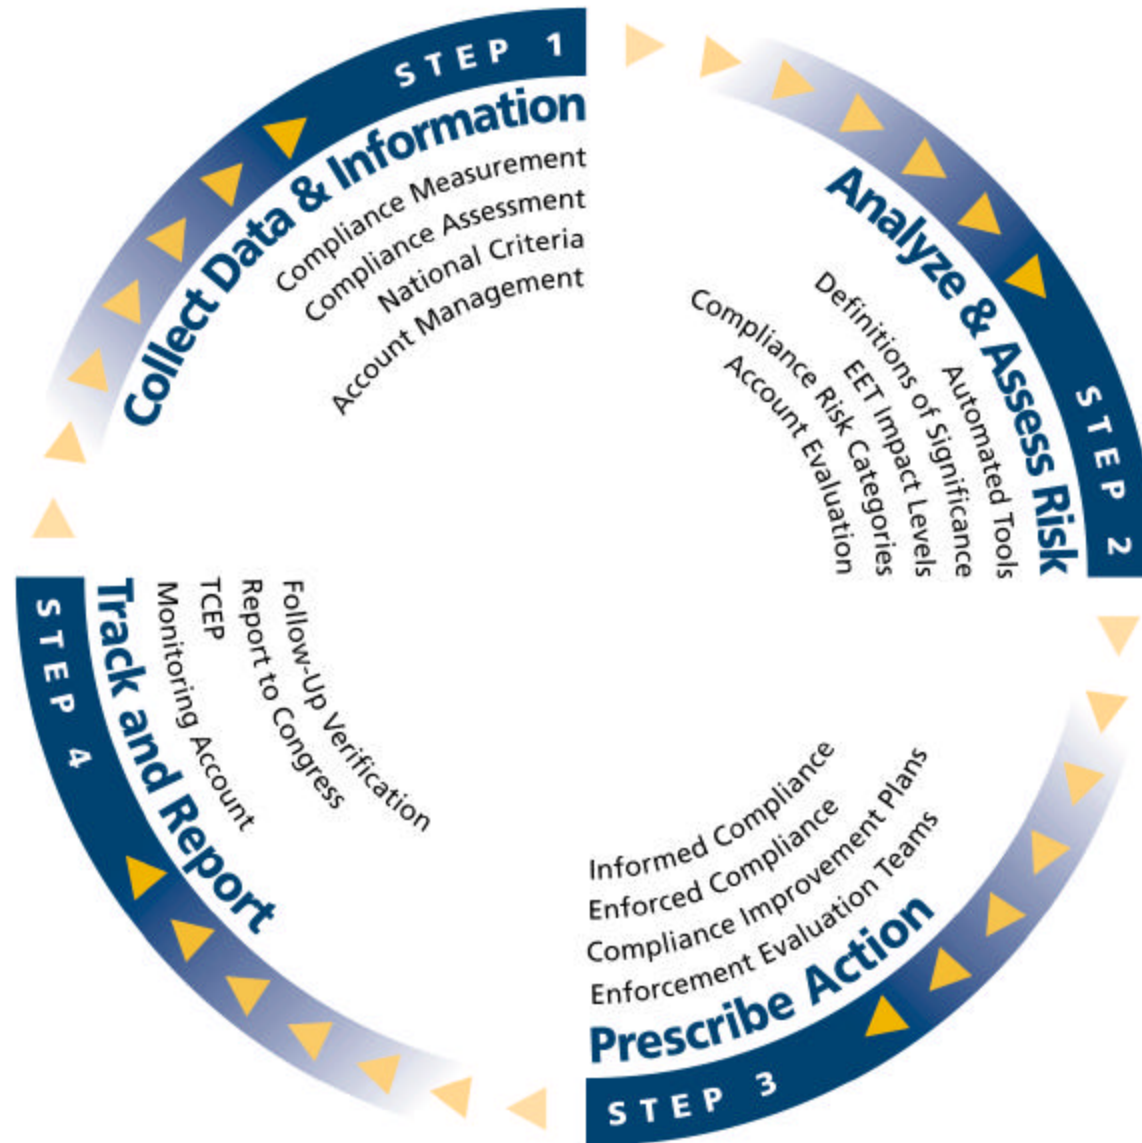 STEP 1
Collect Data & Information
Compliance Measurement
Compliance Assessment
National Criteria
Account Management
STEP 2
Analyze & Assess Risk
Automated Tools
Definitions of Significance
EET Impact Levels
Compliance Risk Categories
Account Evaluation
Informed Compliance
Enforced Compliance
Compliance Improvement Plans
Enforcement Evaluation Teams
Prescribe Action
STEP 3
STEP 4
Track and Report
Monitoring Account
TCEP
Report to Congress
Follow-Up Verification